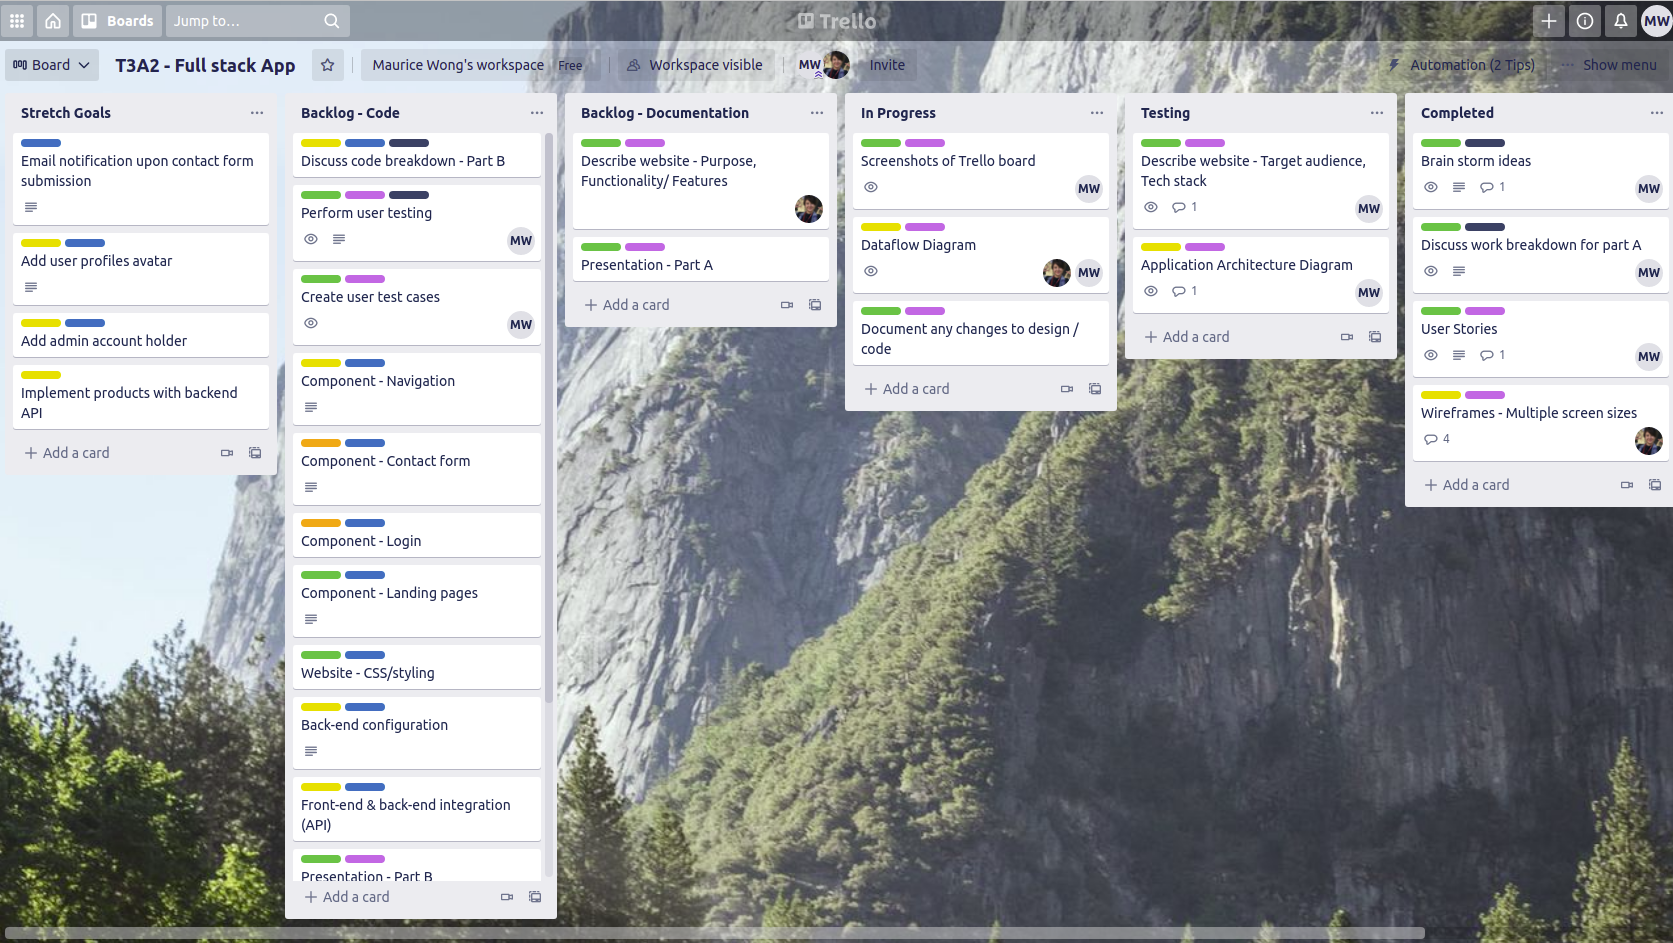 Boards
Jump to...
Trello
MW
Board
T3A2 - Full stack App
Maurice Wong's workspace Free
Workspace visible
MW
Invite
Automation (2 Tips)
Show menu
Stretch Goals
Email notification upon contact form
submission
Add user profiles avatar
Add admin account holder
Implement products with backend
API
+ Add a card
Backlog - Code
Discuss code breakdown - Part B
Perform user testing
MW
Create user test cases
MW
Component - Navigation
Component - Contact form
Component - Login
Component - Landing pages
Website - CSS/styling
Back-end configuration
Front-end & back-end integration
(API)
Presentation - Part B
+ Add a card
Backlog - Documentation
Describe website - Purpose,
Functionality/ Features
Presentation - Part A
+ Add a card
In Progress
Screenshots of Trello board
MW
Dataflow Diagram
MW
Document any changes to design /
code
+ Add a card
Testing
Describe website - Target audience,
Tech stack
1
MW
Application Architecture Diagram
1
MW
+ Add a card
Completed
Brain storm ideas
1
MW
Discuss work breakdown for part A
MW
User Stories
1
MW
Wireframes - Multiple screen sizes
4
+ Add a card